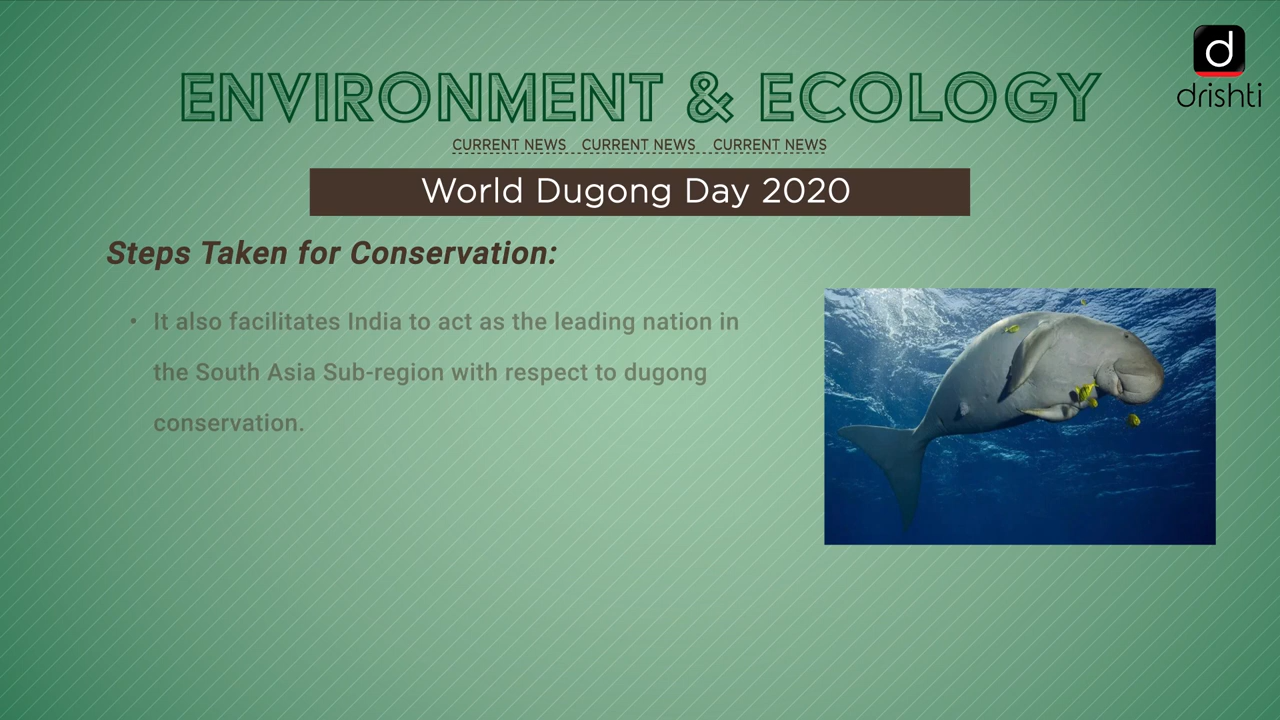 d
drishti
ENVIRONMENT & ECOLOGY
CURRENT NEWS CURRENT NEWS CURRENT NEWS
World Dugong Day 2020
Steps Taken for Conservation:
• It also facilitates India to act as the leading nation in
the South Asia Sub-region with respect to dugong
conservation.